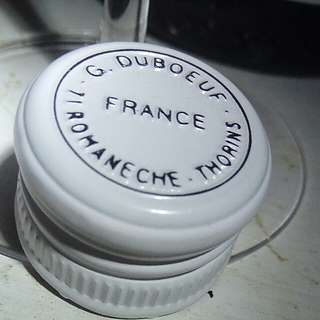 G. DUBOEUF
FRANCE
71 ROMANECHE · THORINS